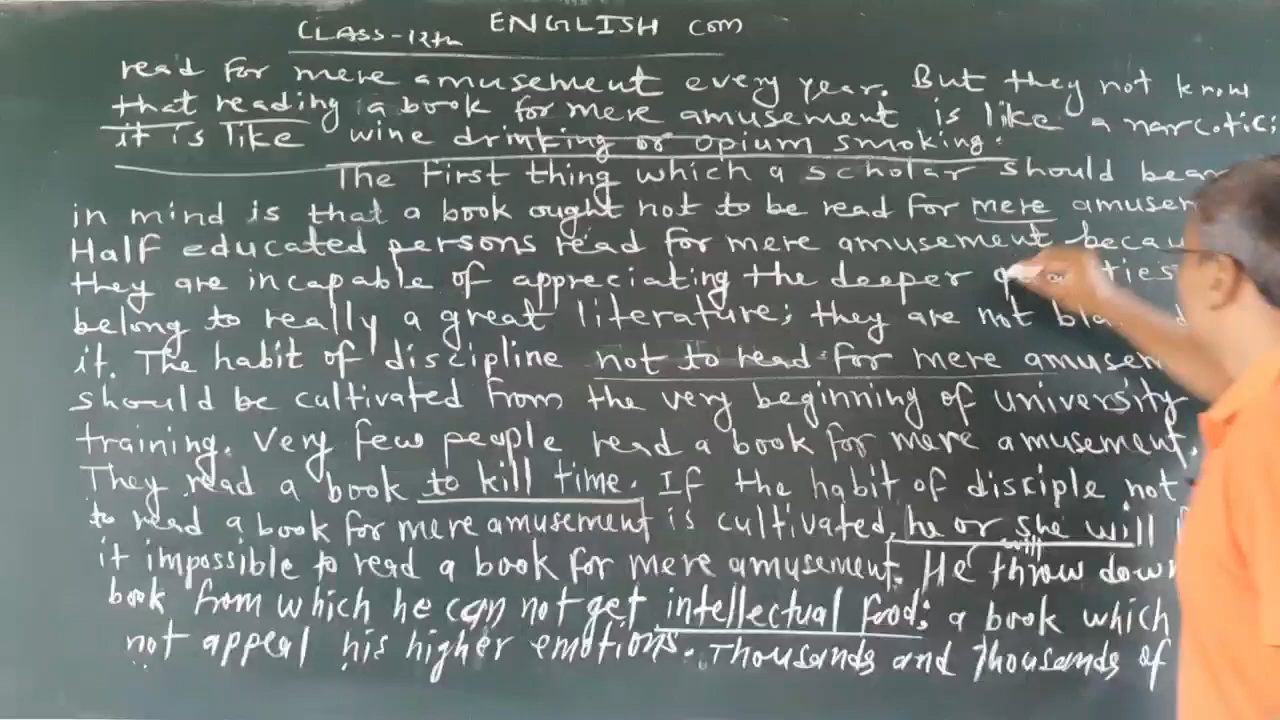 CLASS-12th ENGLISH com
read for mere amusement every year. But they not know
that reading a book for mere amusement is like a narcotic;
it is like wine drinking or opium smoking.
The first thing which a scholar should bear
in mind is that a book ought not to be read for mere amusem
Half educated persons read for mere amusement becau
they are incapable of appreciating the deeper
belong to really a great literature; they are not
it. The habit of discipline not to read for mere amusem
should be cultivated from the very beginning of university
training. Very few people read a book for mere amusement.
They read a book to kill time. If the habit of disciple not
to read a book for mere amusement is cultivated, he or she will
it impossible to read a book for mere amusement. He will throw down
book from which he can not get intellectual food; a book which
not appeal his higher emotions. Thousands and thousands of